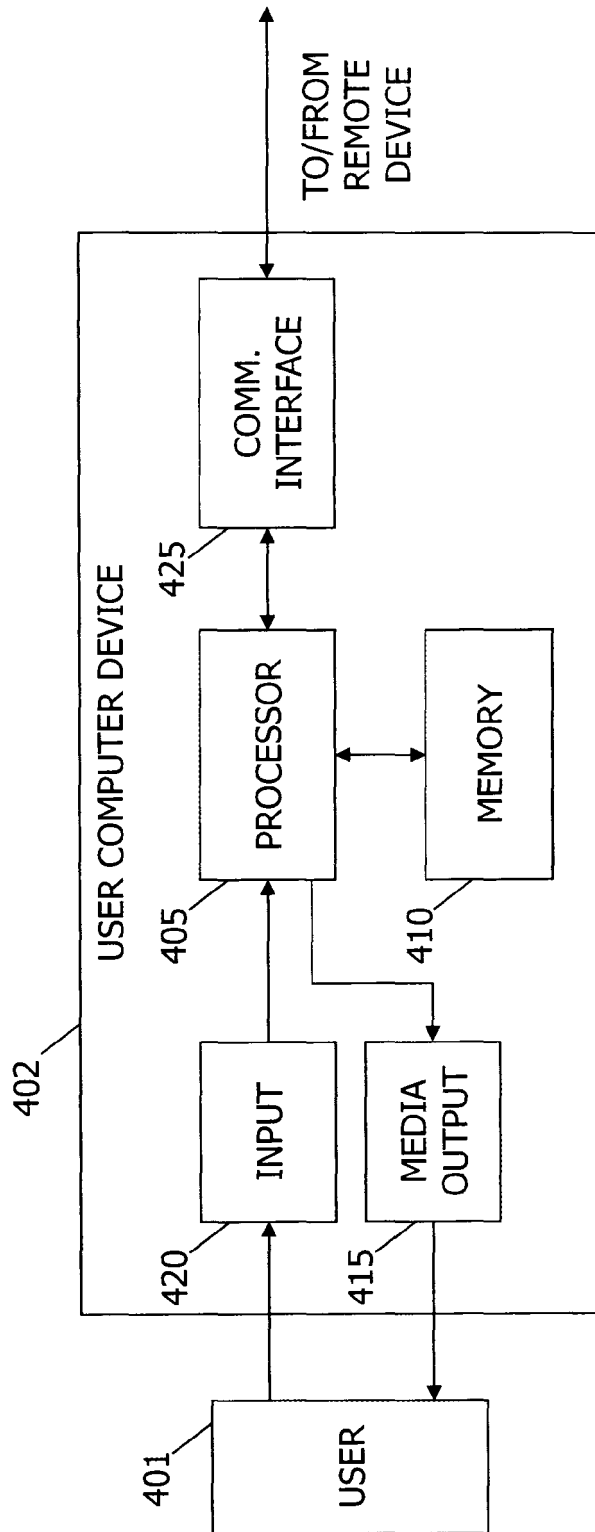 402
USER COMPUTER DEVICE
401
USER
420
INPUT
415
MEDIA
OUTPUT
405
PROCESSOR
410
MEMORY
425
COMM.
INTERFACE
TO/FROM
REMOTE
DEVICE